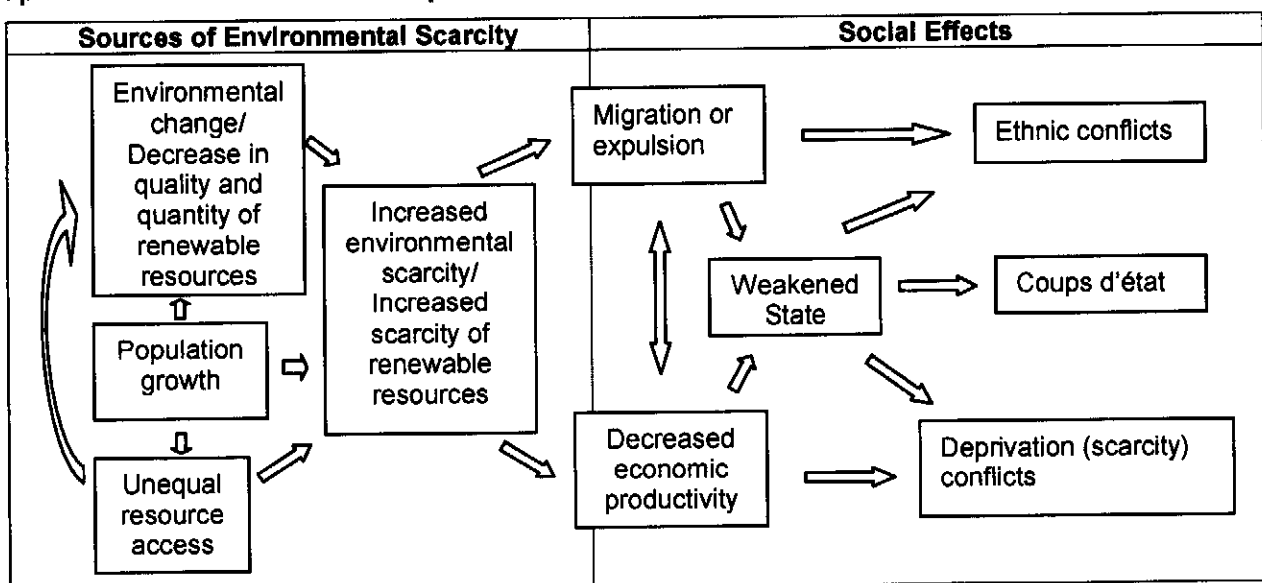 Sources of Environmental Scarcity
Social Effects
Environmental
change/
Decrease in
quality and
quantity of
renewable
resources
Population
growth
Unequal
resource
access
Increased
environmental
scarcity/
Increased
scarcity of
renewable
resources
Migration or
expulsion
Weakened
State
Decreased
economic
productivity
Ethnic conflicts
Coups d'état
Deprivation (scarcity)
conflicts